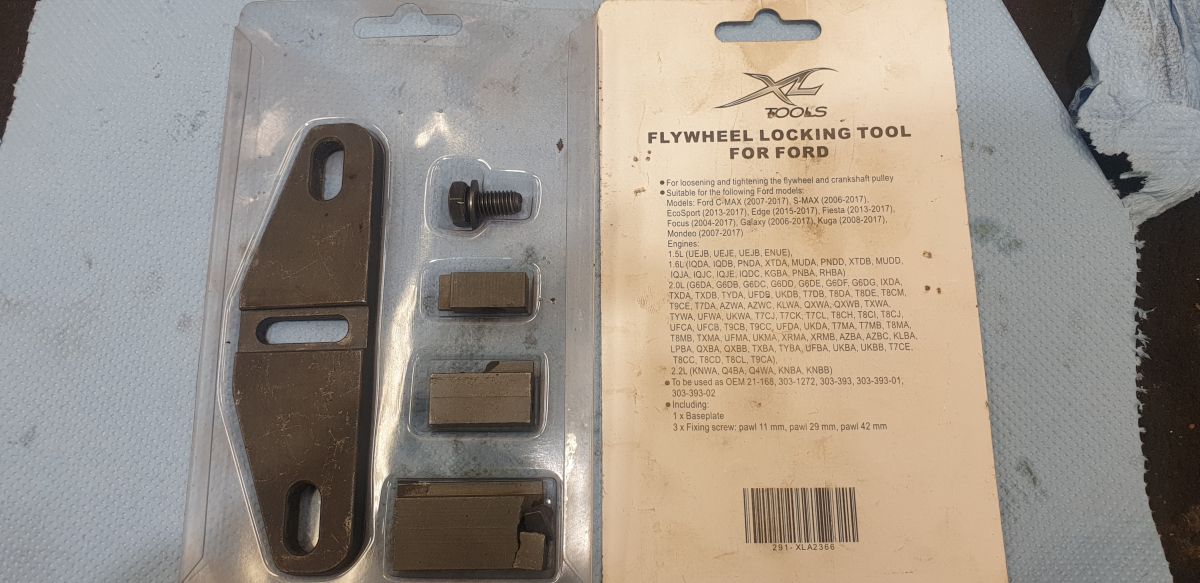 XL
TOOLS
FLYWHEEL LOCKING TOOL
FOR FORD
● For loosening and tightening the flywheel and crankshaft pulley
● Suitable for the following Ford models:
Models: Ford C-MAX (2007-2017), S-MAX (2006-2017),
EcoSport (2013-2017), Edge (2015-2017), Fiesta (2013-2017),
Focus (2004-2017), Galaxy (2006-2017), Kuga (2008-2017),
Mondeo (2007-2017)
Engines:
1.5L (UEJB, UEJE, UEJB, ENUE),
1.6L (IQDA, IQDB, PNDA, XTDA, MUDA, PNDD, XTDB, MUDD,
IQJA, IQJC, IQJE, IQDC, KGBA, PNBA, RHBA)
2.0L (G6DA, G6DB, G6DC, G6DD, G6DE, G6DF, G6DG, IXDA,
TXDA, TXDB, TYDA, UFDB, UKDB, T7DB, T8DA, T8DE, T8CM,
T9CE, T7DA, AZWA, AZWC, KLWA, QXWA, QXWB, TXWA,
TYWA, UFWA, UKWA, T7CJ, T7CK, T7CL, T8CH, T8CI, T8CJ,
UFCA, UFCB, T9CB, T9CC, UFDA, UKDA, T7MA, T7MB, T8MA,
T8MB, TXMA, UFMA, UKMA, XRMA, XRMB, AZBA, AZBC, KLBA,
LPBA, QXBA, QXBB, TXBA, TYBA, UFBA, UKBA, UKBB, T7CE,
T8CC, T8CD, T8CL, T9CA),
2.2L (KNWA, Q4BA, Q4WA, KNBA, KNBB)
● To be used as OEM 21-168, 303-1272, 303-393, 303-393-01,
303-393-02
● Including:
1 x Baseplate
3 x Fixing screw: pawl 11 mm, pawl 29 mm, pawl 42 mm
291-XLA2366